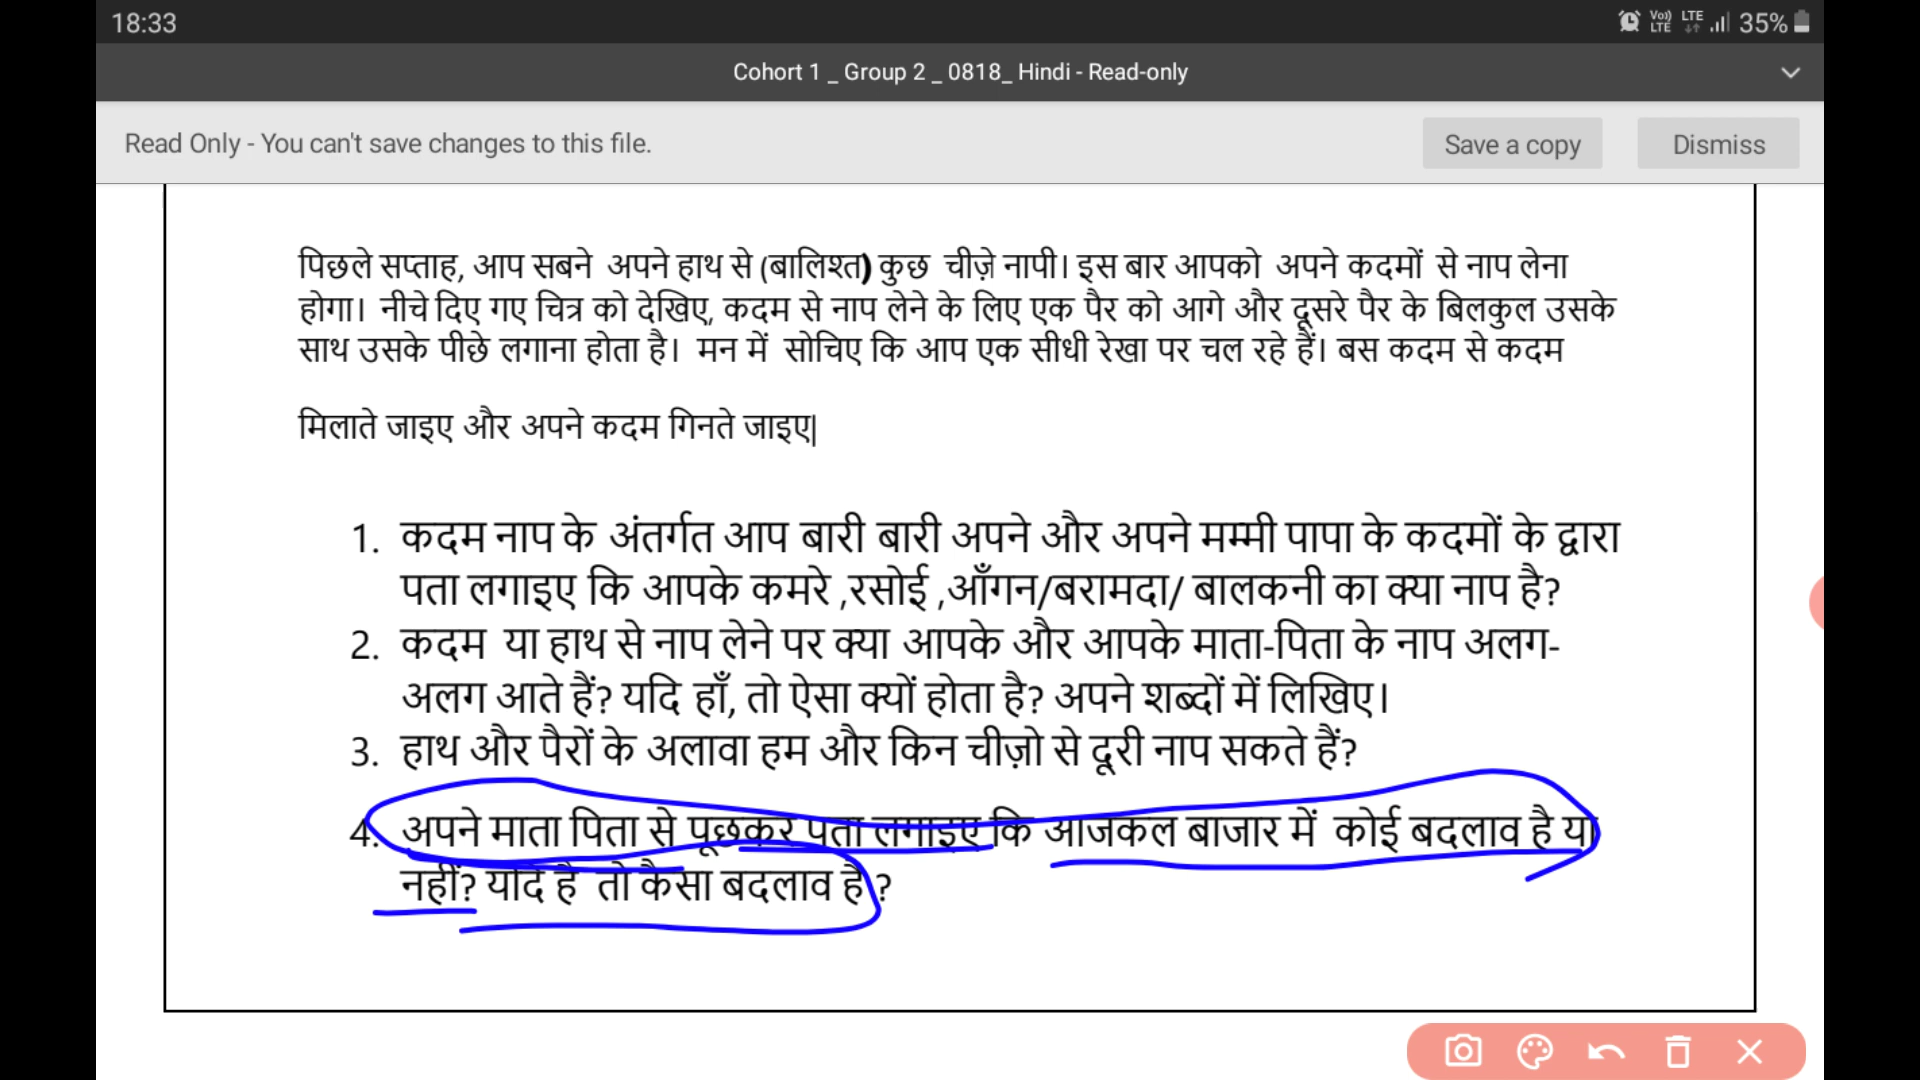 18:33
Vo)) LTE LTE 35%
Cohort 1 _ Group 2 _ 0818_ Hindi - Read-only
Read Only - You can't save changes to this file.
Save a copy
Dismiss
पिछले सप्ताह, आप सबने अपने हाथ से (बालिश्त) कुछ चीज़े नापी। इस बार आपको अपने कदमों से नाप लेना
होगा। नीचे दिए गए चित्र को देखिए, कदम से नाप लेने के लिए एक पैर को आगे और दूसरे पैर के बिलकुल उसके
साथ उसके पीछे लगाना होता है। मन में सोचिए कि आप एक सीधी रेखा पर चल रहे हैं। बस कदम से कदम
मिलाते जाइए और अपने कदम गिनते जाइए|
1. कदम नाप के अंतर्गत आप बारी बारी अपने और अपने मम्मी पापा के कदमों के द्वारा
पता लगाइए कि आपके कमरे ,रसोई ,आँगन/बरामदा/ बालकनी का क्या नाप है?
2. कदम या हाथ से नाप लेने पर क्या आपके और आपके माता-पिता के नाप अलग-
अलग आते हैं? यदि हाँ, तो ऐसा क्यों होता है? अपने शब्दों में लिखिए।
3. हाथ और पैरों के अलावा हम और किन चीज़ो से दूरी नाप सकते हैं?
4. अपने माता पिता से पूछकर पता लगाइए कि आजकल बाजार में कोई बदलाव है या
नहीं? यदि है तो कैसा बदलाव है ?